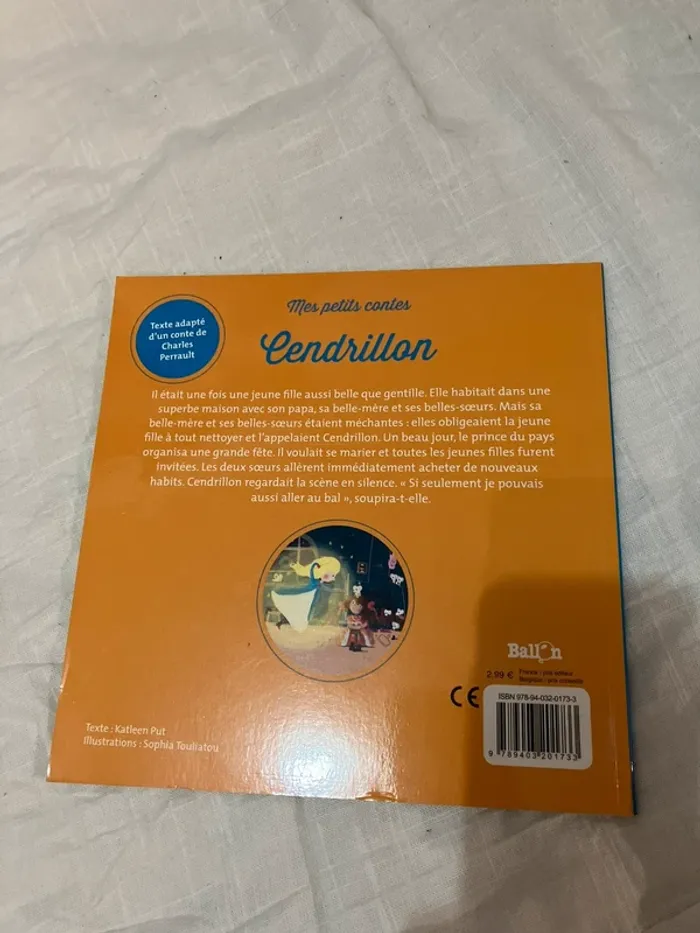 Mes petits contes
Cendrillon
Texte adapté
d'un conte de
Charles
Perrault
Il était une fois une jeune fille aussi belle que gentille. Elle habitait dans une
superbe maison avec son papa, sa belle-mère et ses belles-sœurs. Mais sa
belle-mère et ses belles-sœurs étaient méchantes : elles obligeaient la jeune
fille à tout nettoyer et l'appelaient Cendrillon. Un beau jour, le prince du pays
organisa une grande fête. Il voulait se marier et toutes les jeunes filles furent
invitées. Les deux sœurs allèrent immédiatement acheter de nouveaux
habits. Cendrillon regardait la scène en silence. « Si seulement je pouvais
aussi aller au bal », soupira-t-elle.
Ballon
2,99 € France : prix éditeur
Belgique : prix conseillé
CE
ISBN 978-94-032-0173-3
9 789403 201733
Texte : Katleen Put
Illustrations : Sophia Touliatou